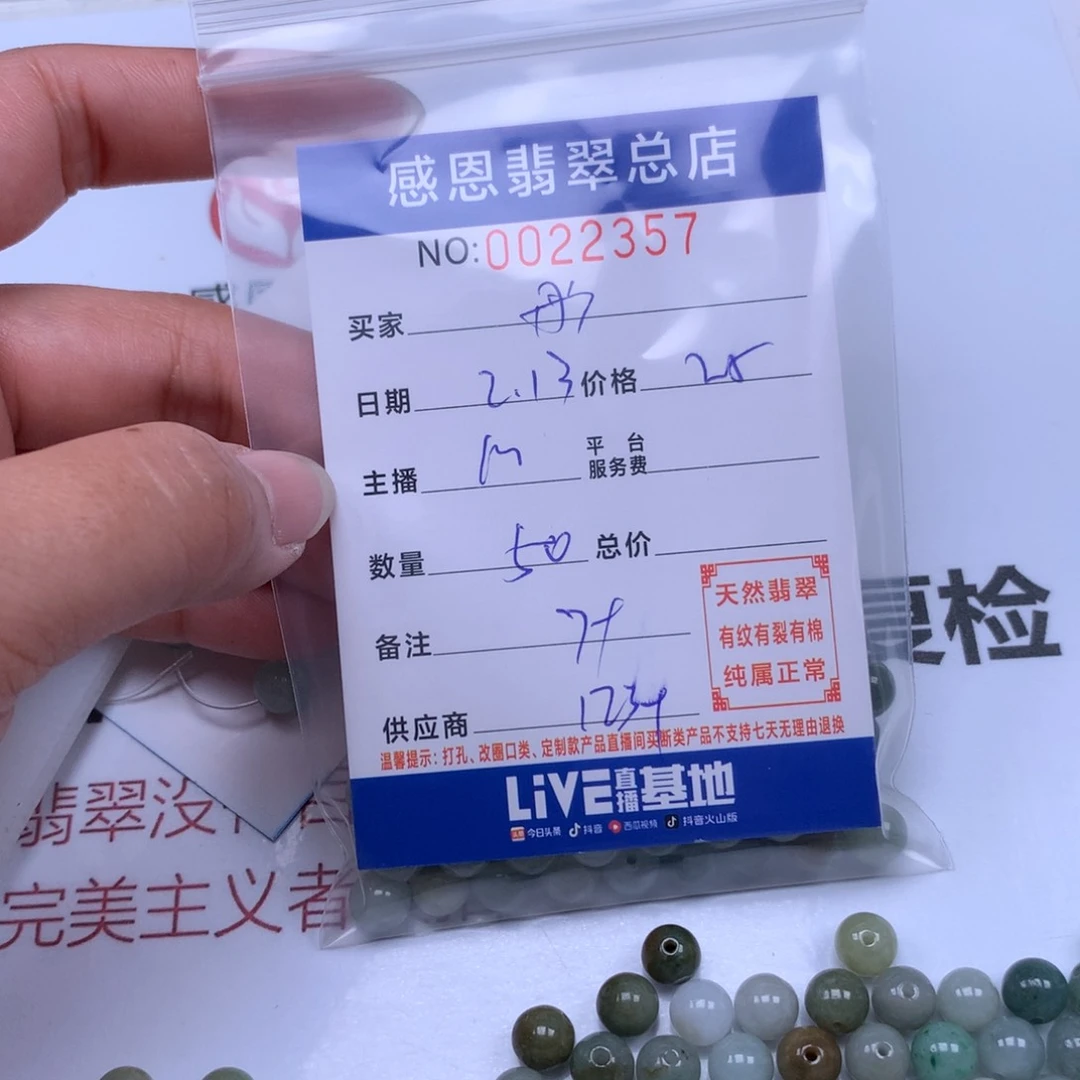 感恩翡翠总店
NO:0022357
买家
日期 2.13 价格 25
主播 m 平台服务费
数量 50 总价
备注
供应商
天然翡翠
有纹有裂有棉
纯属正常
温馨提示：打孔、改圈口类、定制款产品直播间买断类产品不支持七天无理由退换
LiVE直播基地
今日头条 抖音 西瓜视频 抖音火山版
复检
翡翠没
完美主义者